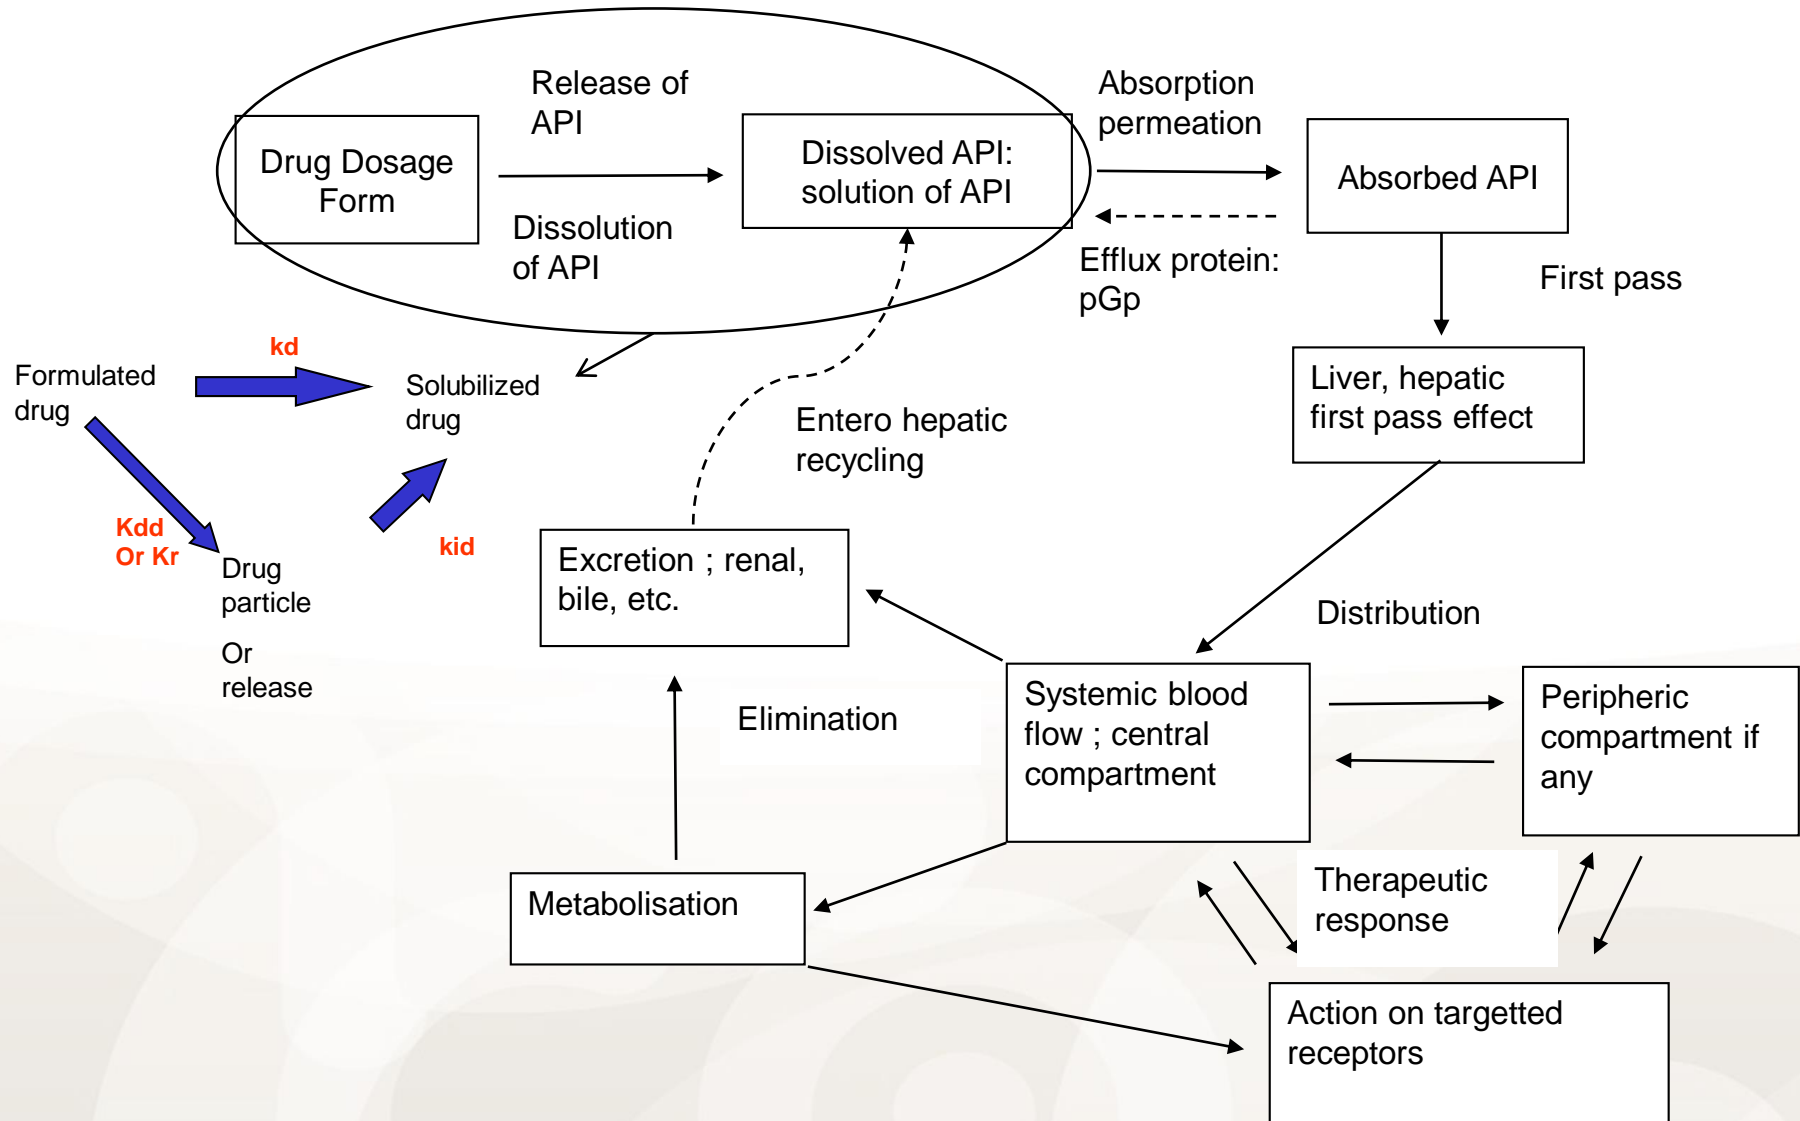 Release of
API
Absorption
permeation
Drug Dosage
Form
Dissolved API:
solution of API
Absorbed API
Dissolution
of API
Efflux protein:
pGp
First pass
kd
Formulated
drug
Solubilized
drug
Liver, hepatic
first pass effect
Entero hepatic
recycling
Kdd
Or Kr
kid
Drug
particle
Or
release
Excretion ; renal,
bile, etc.
Distribution
Elimination
Systemic blood
flow ; central
compartment
Peripheric
compartment if
any
Metabolisation
Therapeutic
response
Action on targetted
receptors